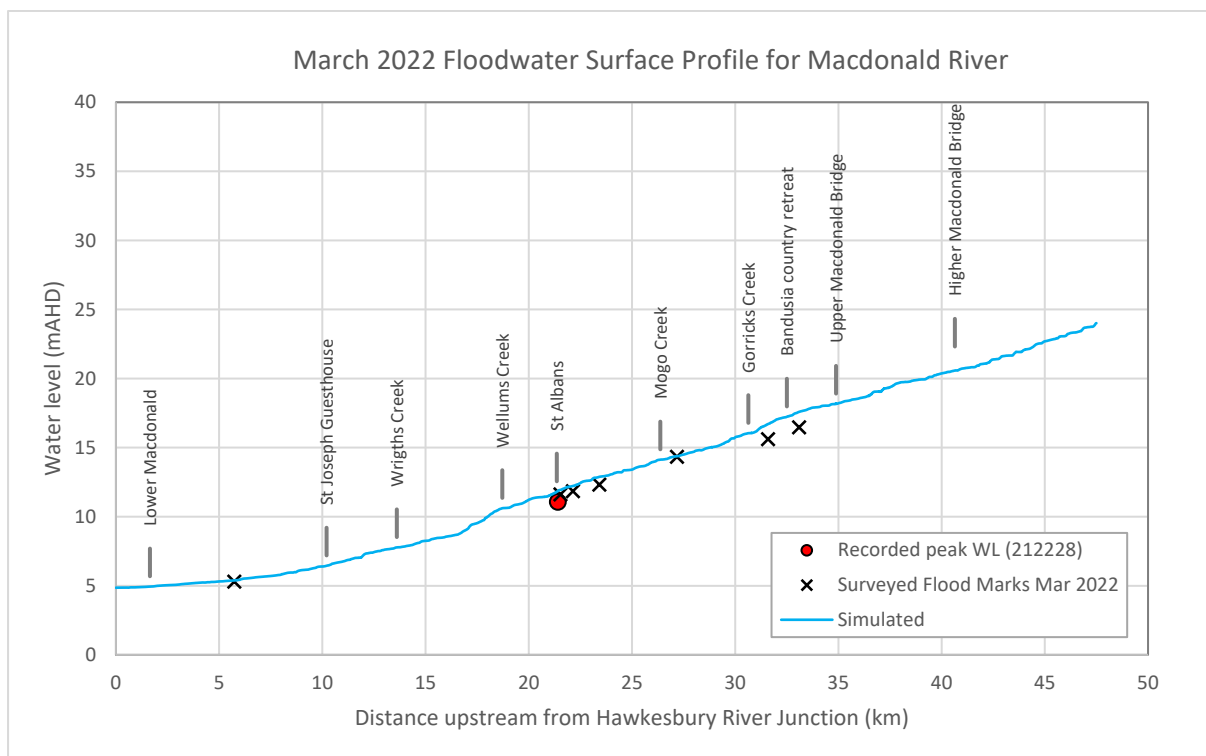 March 2022 Floodwater Surface Profile for Macdonald River
40
35
30
25
20
15
10
5
0
Water level (mAHD)
Lower Macdonald
St Joseph Guesthouse
Wrigths Creek
Wellums Creek
St Albans
Mogo Creek
Gorricks Creek
Bandusia country retreat
Upper Macdonald Bridge
Higher Macdonald Bridge
Recorded peak WL (212228)
Surveyed Flood Marks Mar 2022
Simulated
0 5 10 15 20 25 30 35 40 45 50
Distance upstream from Hawkesbury River Junction (km)